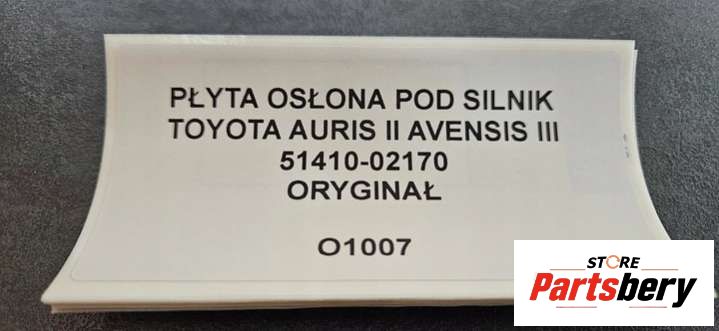 PŁYTA OSŁONA POD SILNIK
TOYOTA AURIS II AVENSIS III
51410-02170
ORYGINAŁ
O1007
STORE
Partsbery